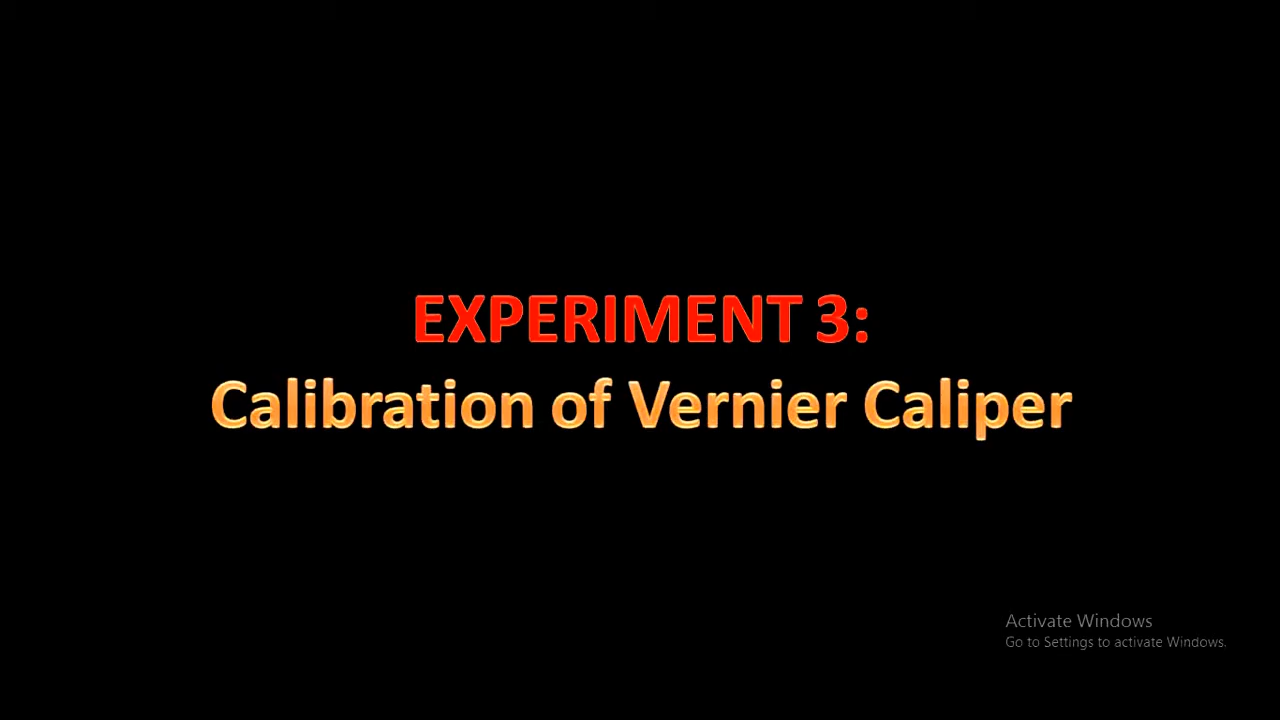 EXPERIMENT 3:
Calibration of Vernier Caliper
Activate Windows
Go to Settings to activate Windows.